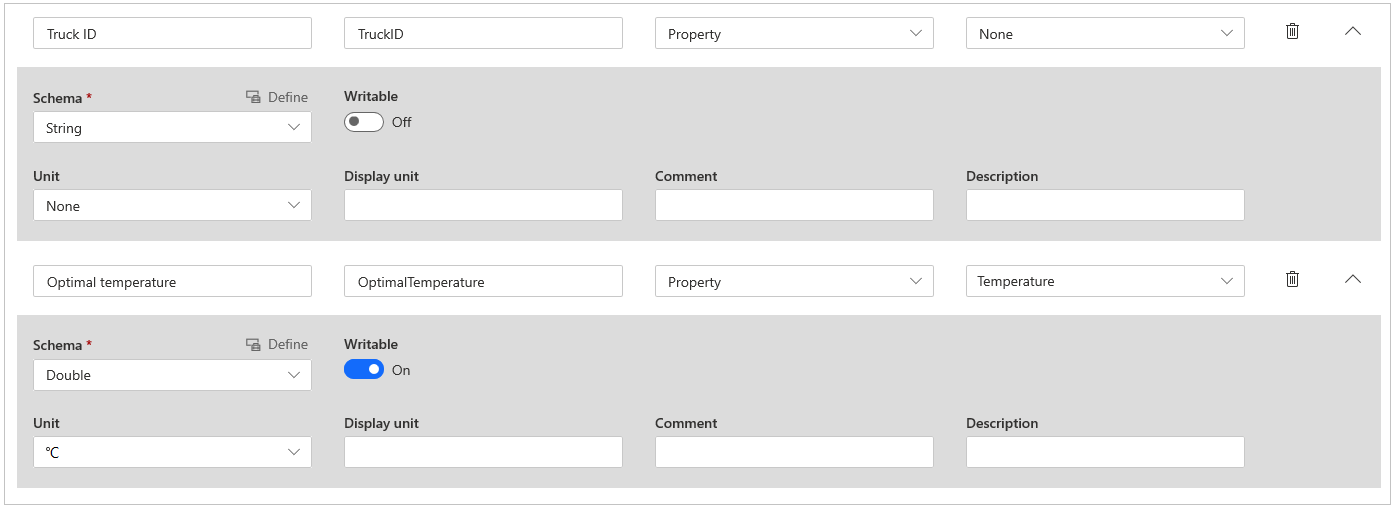 Truck ID TruckID Property None
Schema * Define Writable
String Off
Unit Display unit Comment Description
None
Optimal temperature OptimalTemperature Property Temperature
Schema * Define Writable
Double On
Unit Display unit Comment Description
°C